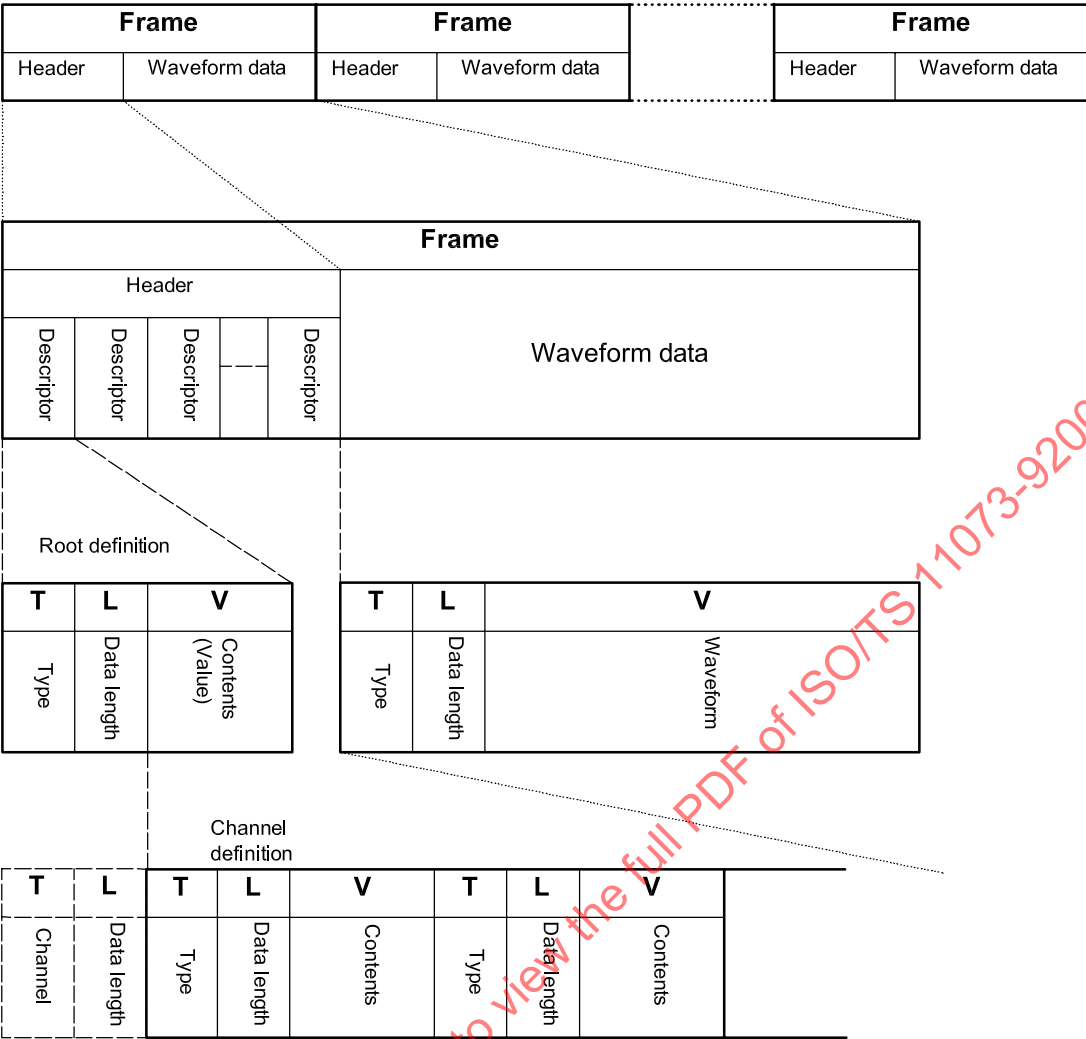 Frame Frame Frame
Header Waveform data Header Waveform data Header Waveform data
Frame
Header
Descriptor Descriptor Descriptor Descriptor
Waveform data
Root definition
T L V T L V
Type Data length Contents (Value) Type Data length Waveform
Channel
definition
T L T L V T L V
Channel Data length Type Data length Contents Type Data length Contents
to view the full PDF of ISO/TS 11073-9200